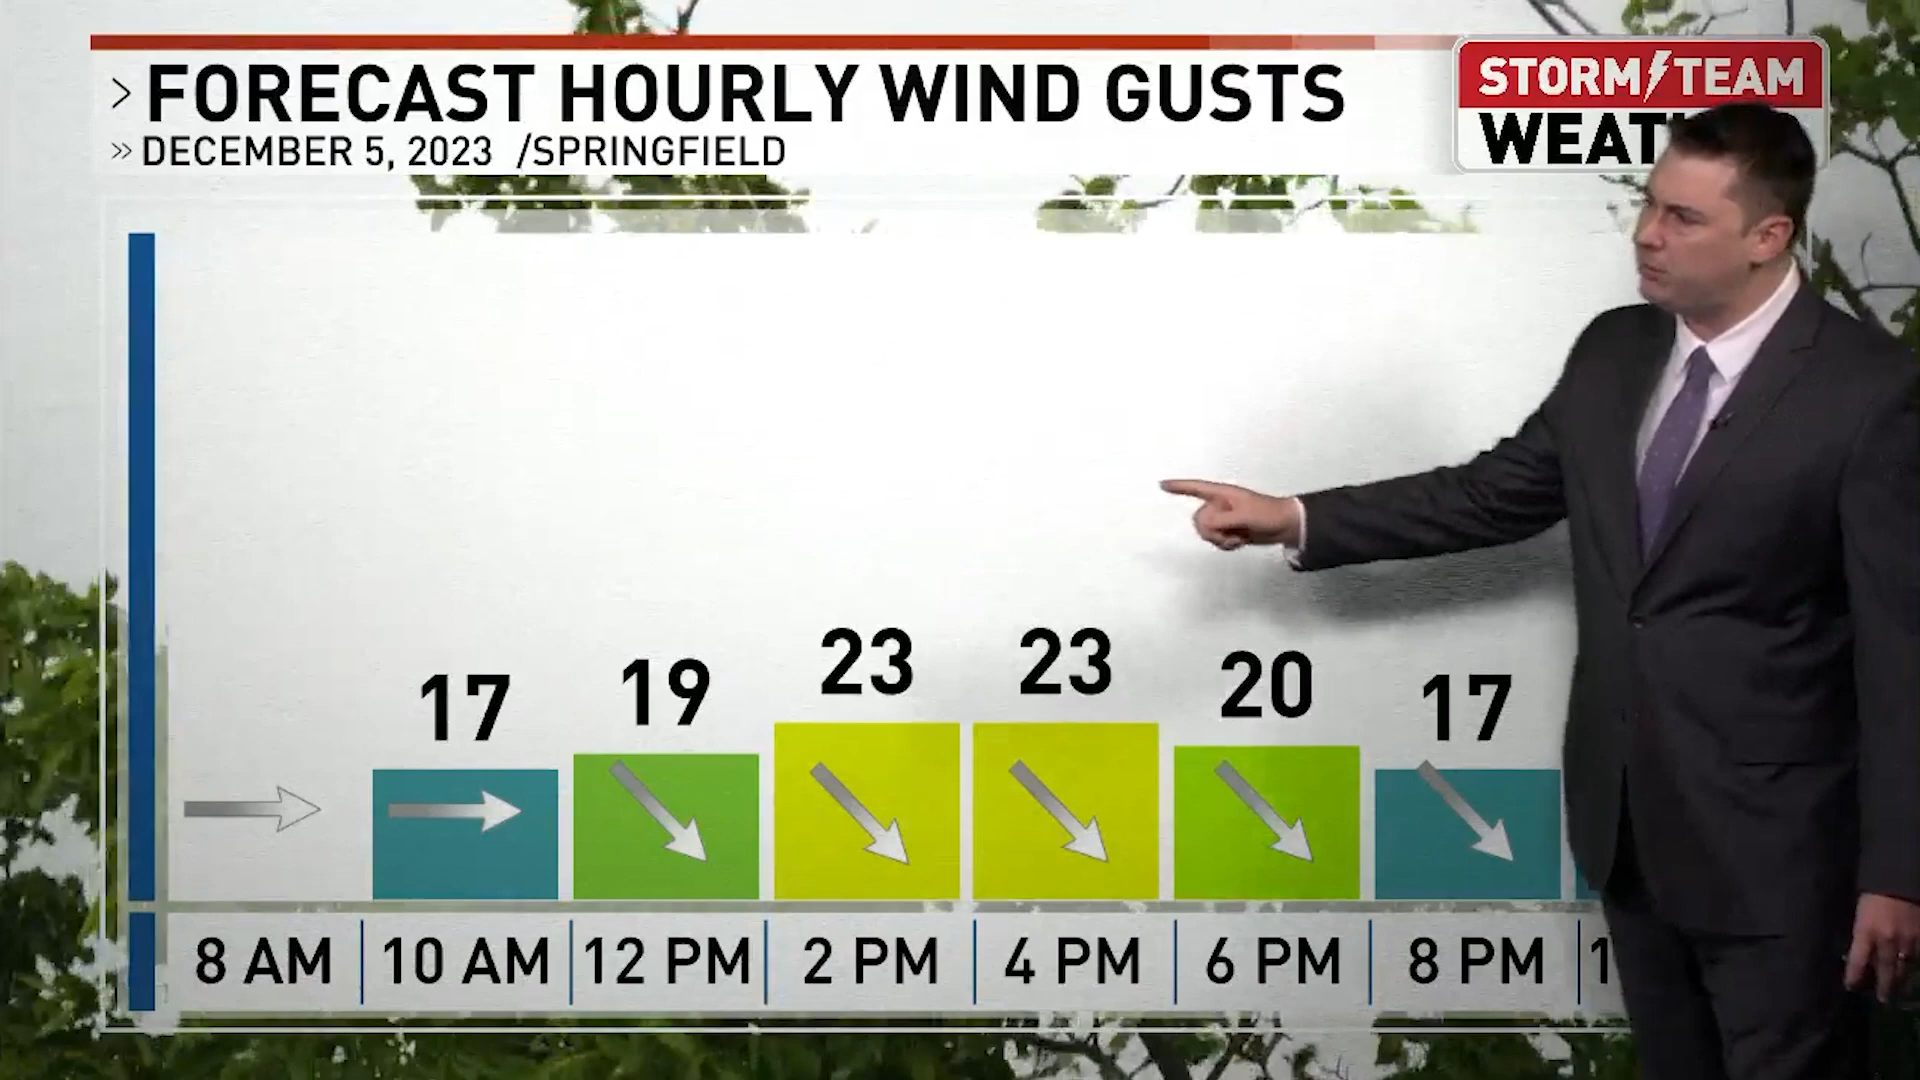 > FORECAST HOURLY WIND GUSTS
» DECEMBER 5, 2023 /SPRINGFIELD
STORM TEAM
17 19 23 23 20 17
8 AM 10 AM 12 PM 2 PM 4 PM 6 PM 8 PM